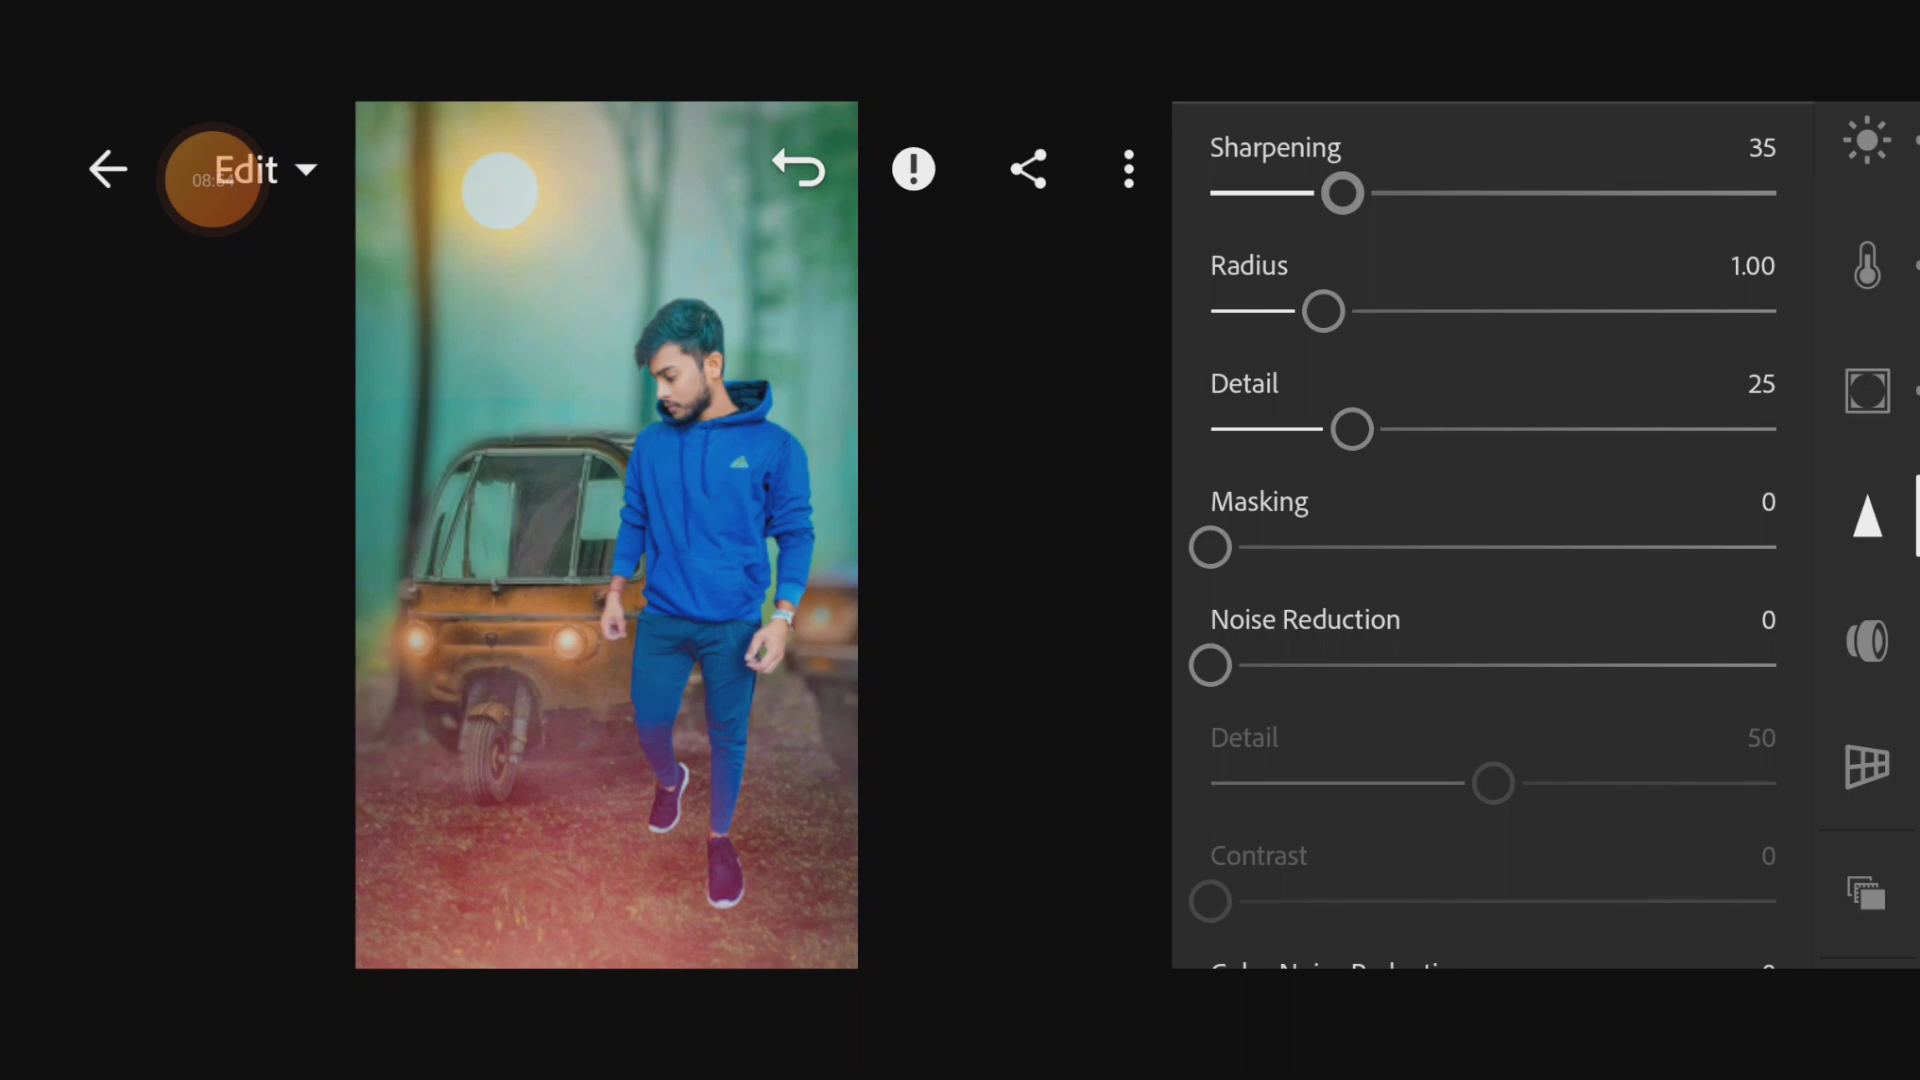 Edit
Sharpening 35
Radius 1.00
Detail 25
Masking 0
Noise Reduction 0
Detail 50
Contrast 0